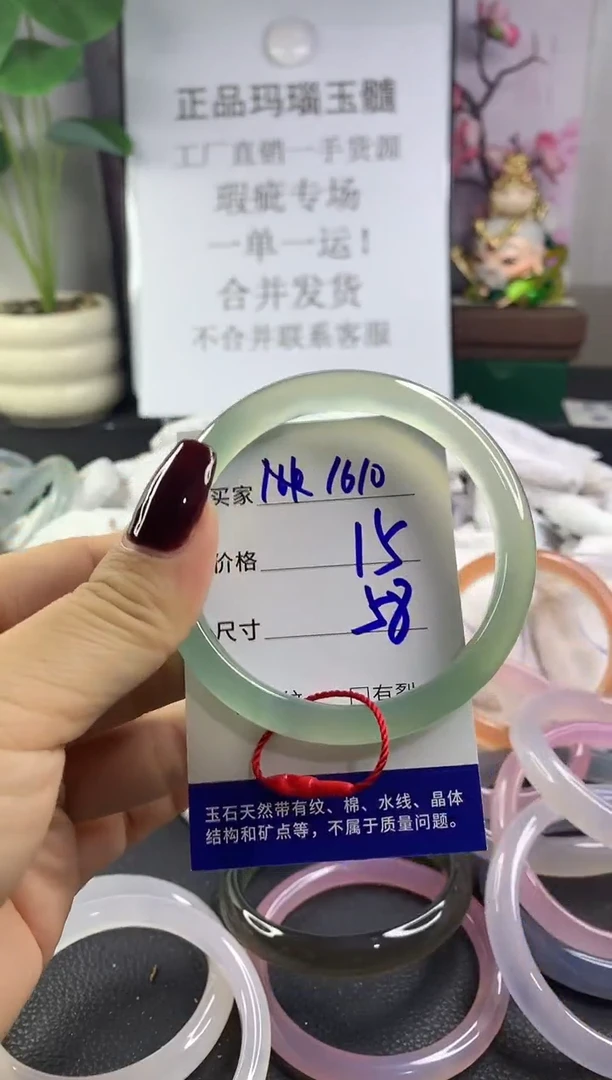 正品玛瑙玉髓
工厂直销一手货源
瑕疵专场
一单一运！
合并发货
不合并联系客服
买家 1610
价格 15
尺寸 58
纹 □有裂
玉石天然带有纹、棉、水线、晶体
结构和矿点等，不属于质量问题。